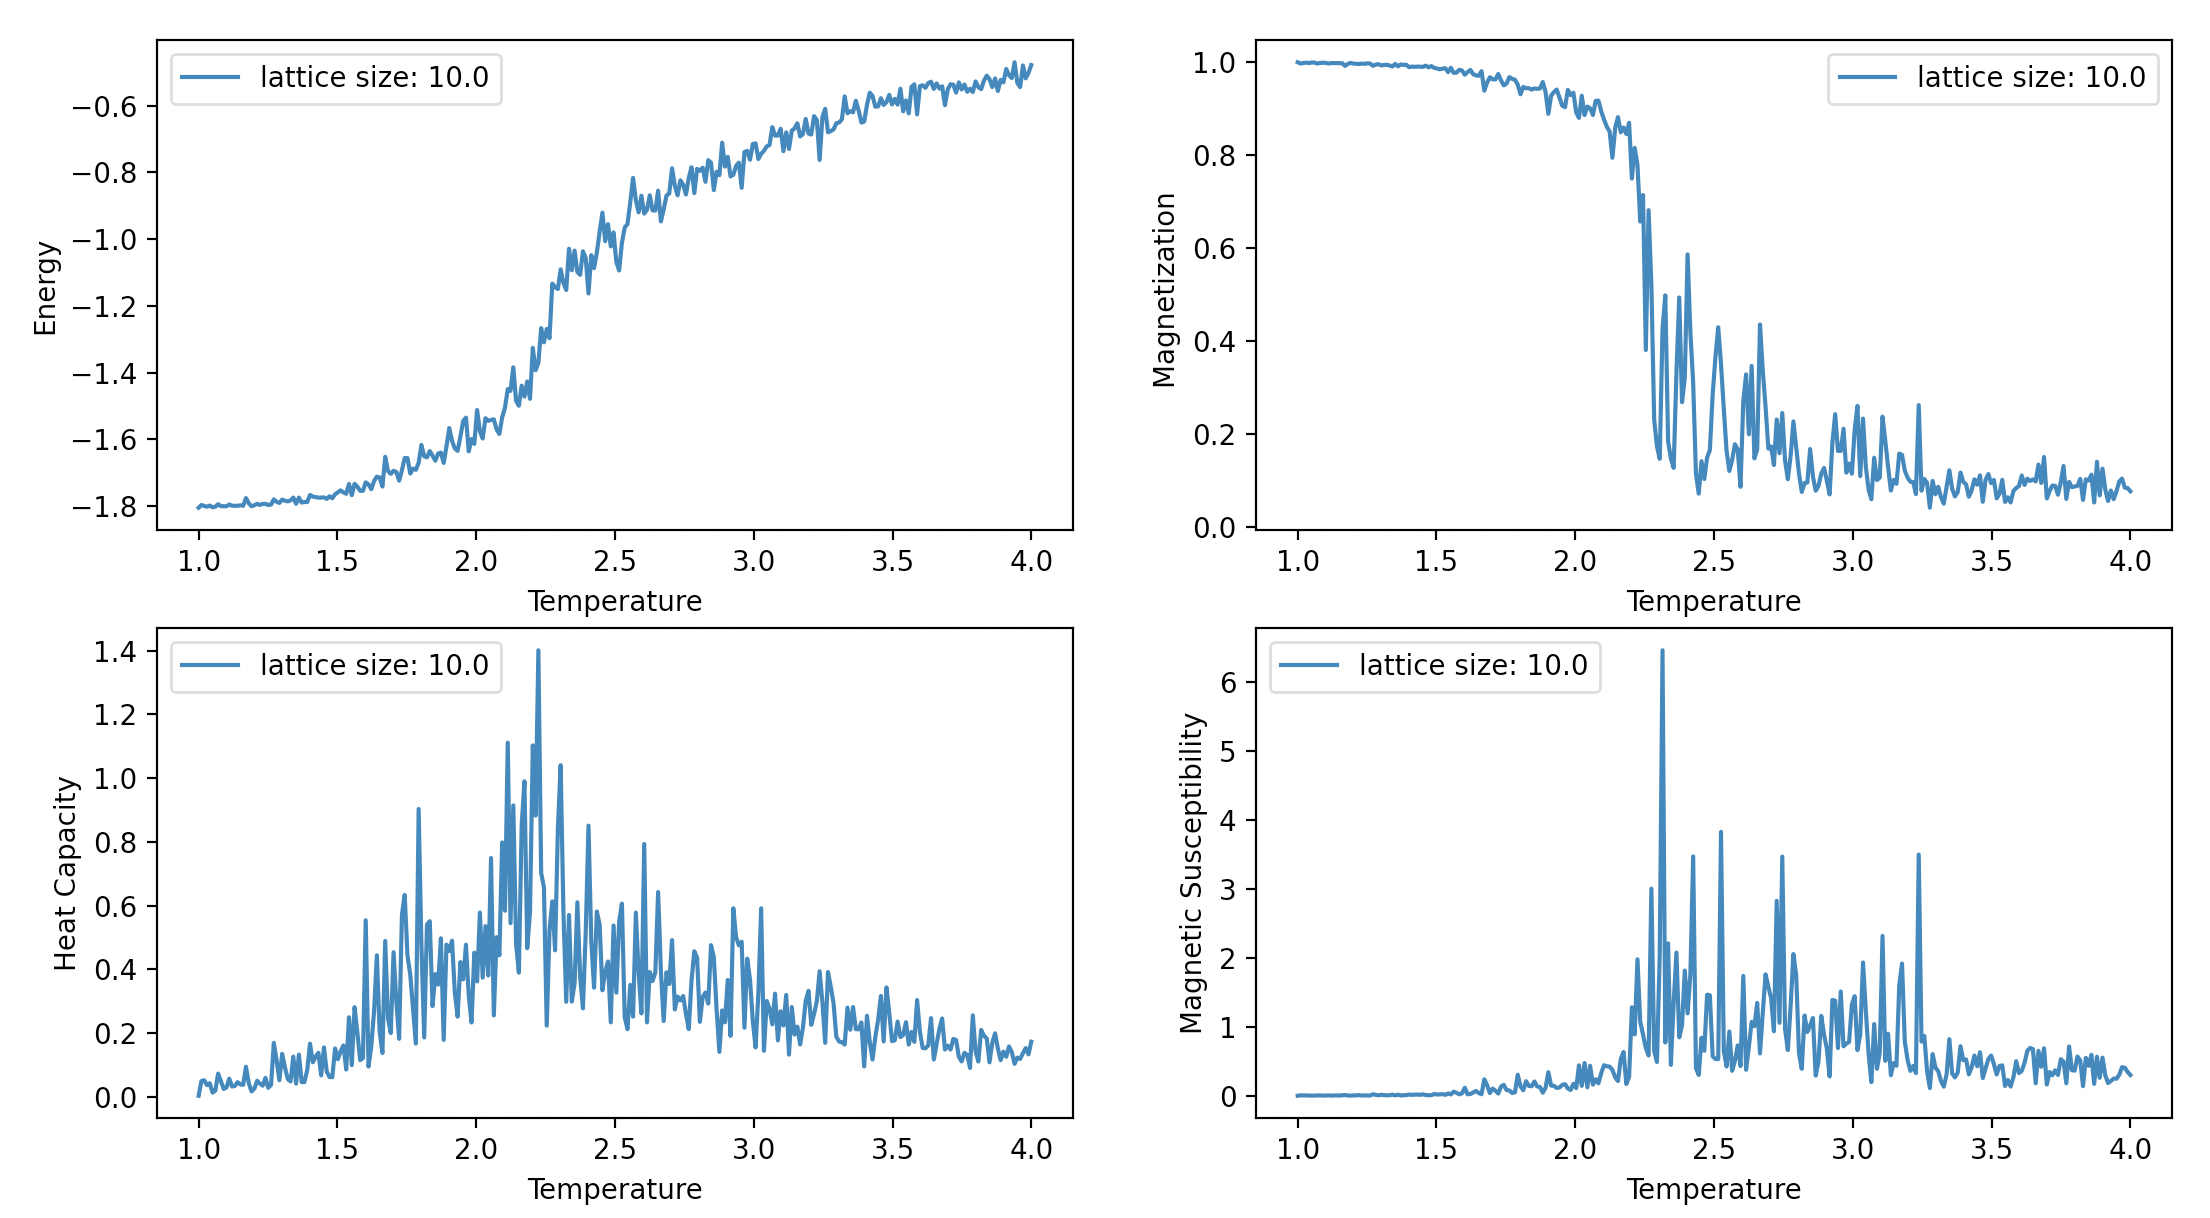 lattice size: 10.0
Energy
−0.6
−0.8
−1.0
−1.2
−1.4
−1.6
−1.8
1.0 1.5 2.0 2.5 3.0 3.5 4.0
Temperature
lattice size: 10.0
Magnetization
1.0
0.8
0.6
0.4
0.2
0.0
1.0 1.5 2.0 2.5 3.0 3.5 4.0
Temperature
lattice size: 10.0
Heat Capacity
1.4
1.2
1.0
0.8
0.6
0.4
0.2
0.0
1.0 1.5 2.0 2.5 3.0 3.5 4.0
Temperature
lattice size: 10.0
Magnetic Susceptibility
6
5
4
3
2
1
0
1.0 1.5 2.0 2.5 3.0 3.5 4.0
Temperature